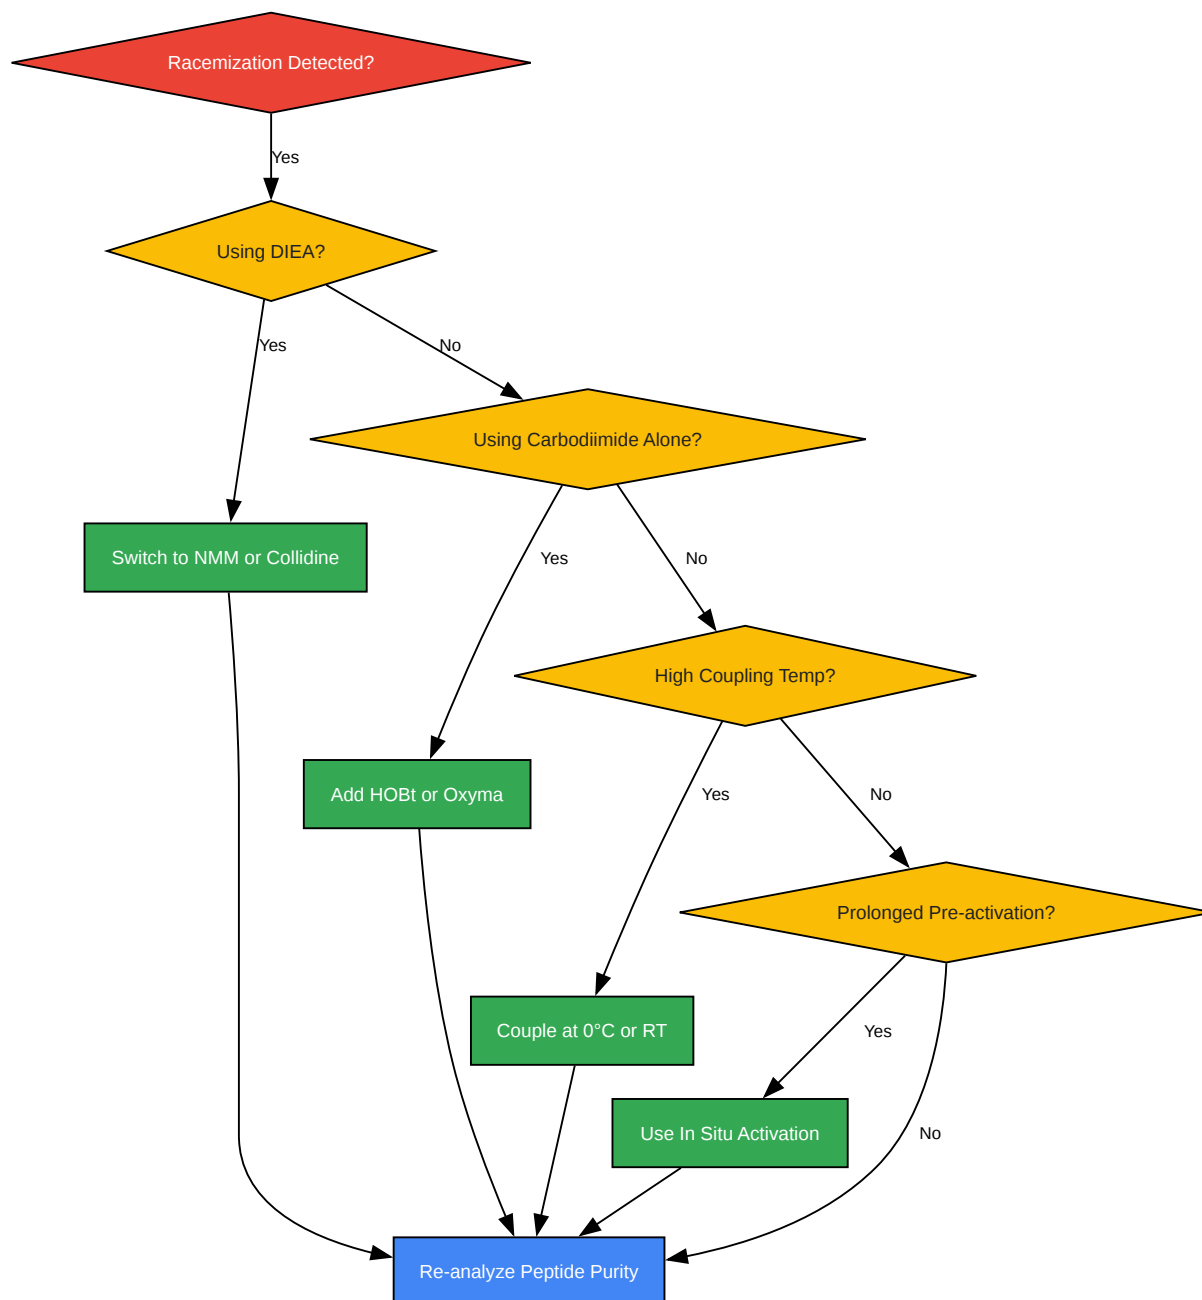 Racemization Detected?
Yes
Using DIEA?
Yes
No
Using Carbodiimide Alone?
Switch to NMM or Collidine
Yes
No
High Coupling Temp?
Add HOBt or Oxyma
Yes
No
Prolonged Pre-activation?
Couple at 0°C or RT
Yes
Use In Situ Activation
No
Re-analyze Peptide Purity